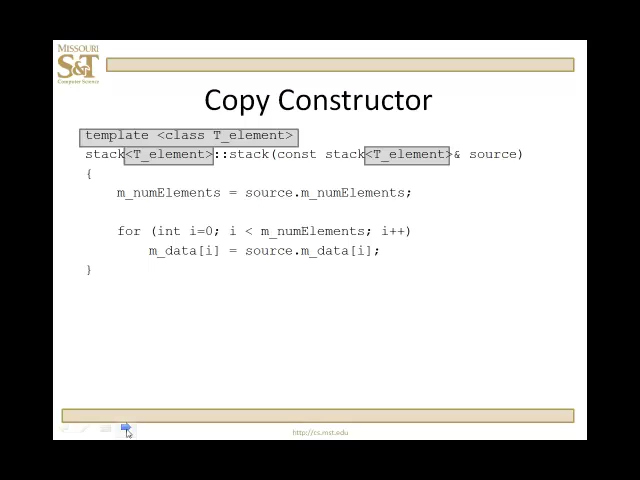 MISSOURI
S&T
Computer Science
Copy Constructor
template <class T_element>
stack<T_element>::stack(const stack<T_element>& source)
{
m_numElements = source.m_numElements;
for (int i=0; i < m_numElements; i++)
m_data[i] = source.m_data[i];
}
http://cs.mst.edu